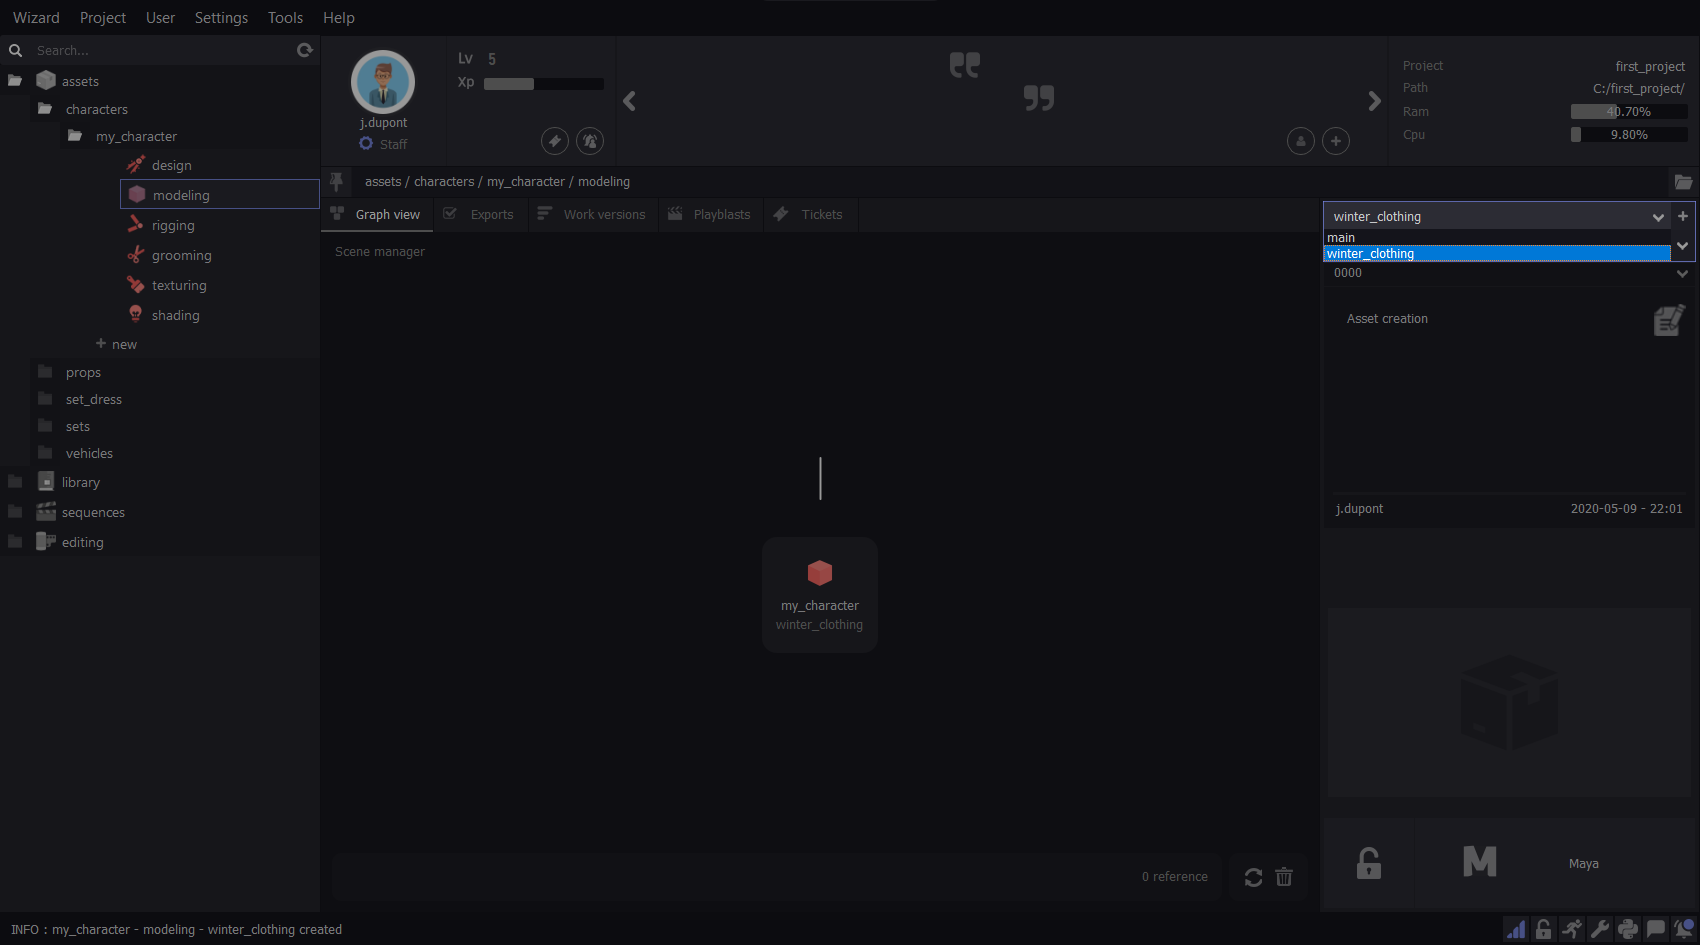 Wizard Project User Settings Tools Help
Search...
assets
characters
my_character
design
modeling
rigging
grooming
texturing
shading
+ new
props
set_dress
sets
vehicles
library
sequences
editing
j.dupont
Staff
Lv 5
Xp
Project first_project
Path C:/first_project/
Ram 40.70%
Cpu 9.80%
assets / characters / my_character / modeling
Graph view Exports Work versions Playblasts Tickets
Scene manager
my_character
winter_clothing
0 reference
winter_clothing
main
winter_clothing
0000
Asset creation
j.dupont 2020-05-09 - 22:01
Maya
INFO : my_character - modeling - winter_clothing created